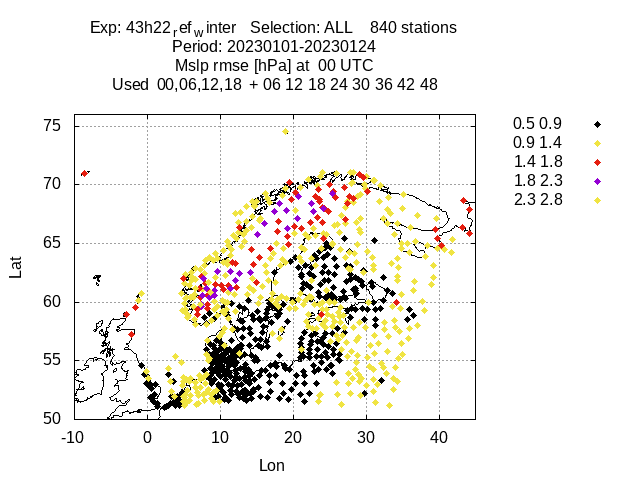 Exp: 43h22refwinter   Selection: ALL    840 stations
Period: 20230101-20230124
Mslp rmse [hPa] at  00 UTC
Used  00,06,12,18  + 06 12 18 24 30 36 42 48
0.5 0.9
0.9 1.4
1.4 1.8
1.8 2.3
2.3 2.8
75
70
65
60
55
50
Lat
-10 0 10 20 30 40
Lon